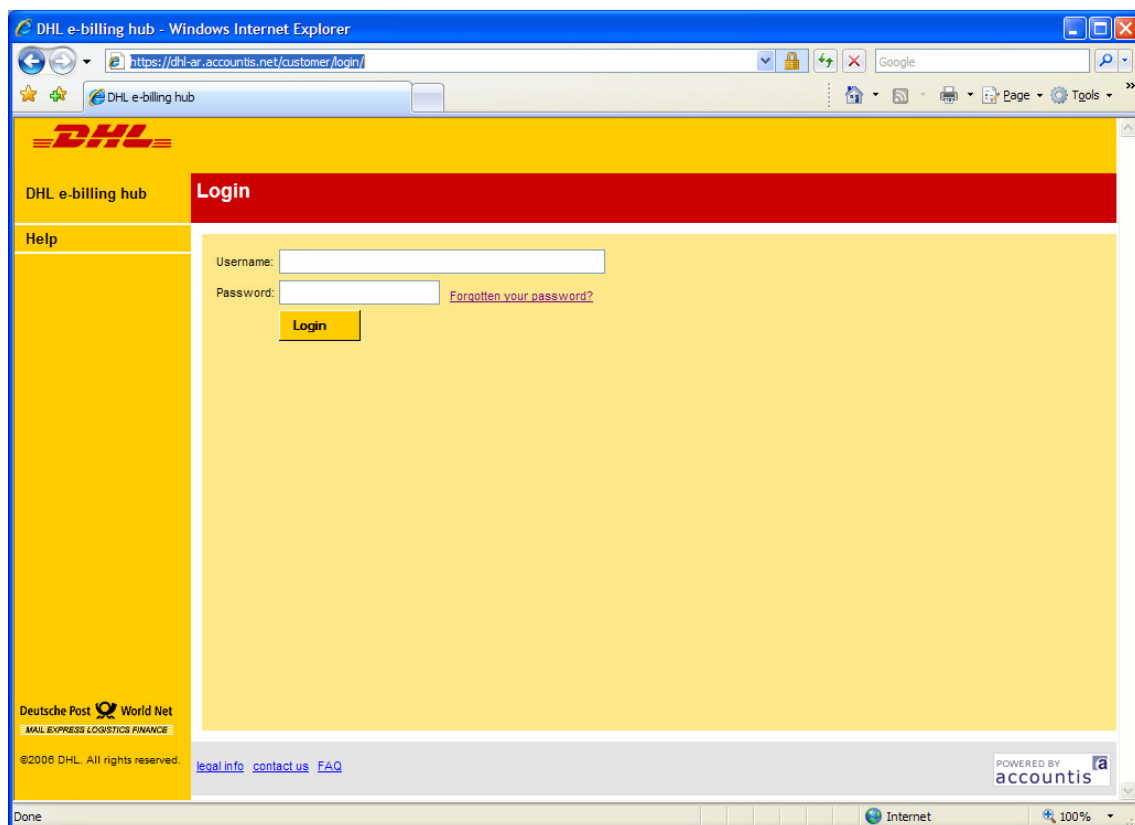 DHL e-billing hub - Windows Internet Explorer
https://dhl-ar.accountis.net/customer/login/
Google
DHL e-billing hub
Page
Tools
DHL
DHL e-billing hub
Login
Help
Username:
Password:
Forgotten your password?
Login
Deutsche Post World Net
MAIL EXPRESS LOGISTICS FINANCE
©2006 DHL. All rights reserved.
legal info contact us FAQ
POWERED BY
accountis
a
Done
Internet
100%